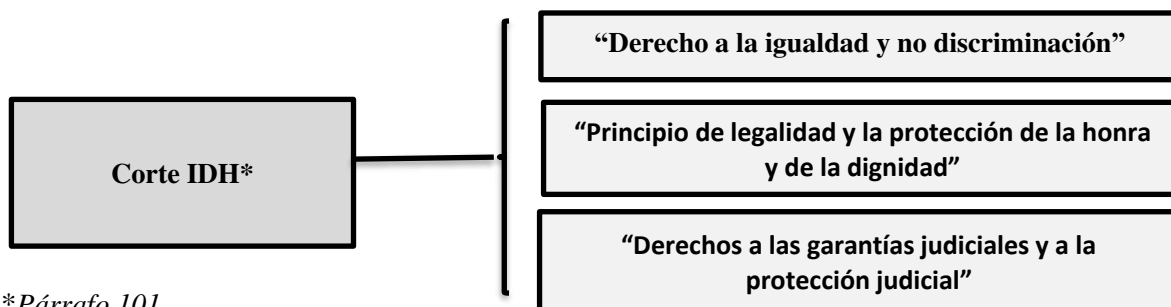 “Derecho a la igualdad y no discriminación”
“Principio de legalidad y la protección de la honra
y de la dignidad”
Corte IDH*
“Derechos a las garantías judiciales y a la
protección judicial”
*Párrafo 101